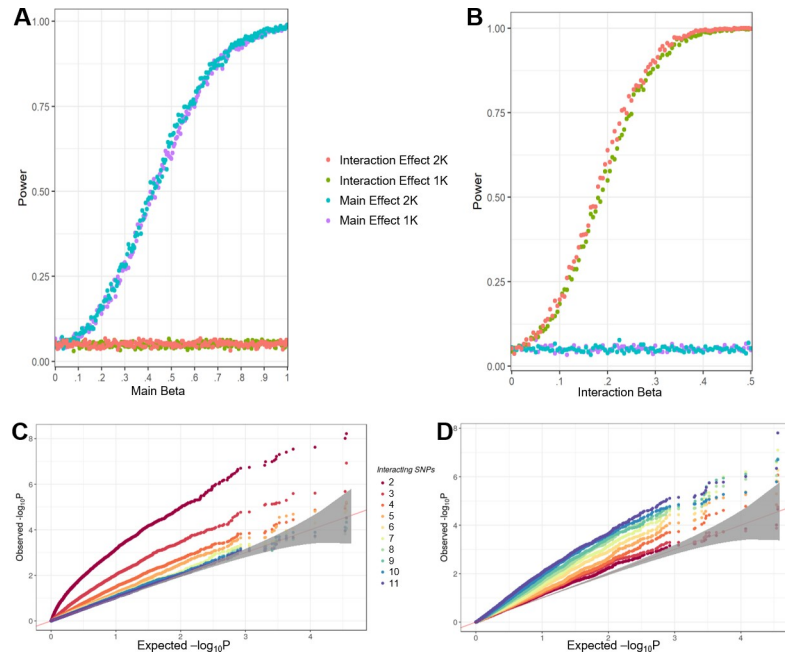 A
1.00
0.75
0.50
0.25
0.00
Power
0 .1 .2 .3 .4 .5 .6 .7 .8 .9 1
Main Beta
Interaction Effect 2K
Interaction Effect 1K
Main Effect 2K
Main Effect 1K
B
1.00
0.75
0.50
0.25
0.00
Power
0 .1 .2 .3 .4 .5
Interaction Beta
C
8
6
4
2
0
Observed -log10P
0 1 2 3 4
Expected –log10P
Interacting SNPs
2
3
4
5
6
7
8
9
10
11
D
8
6
4
2
0
Observed -log10P
0 1 2 3 4
Expected –log10P